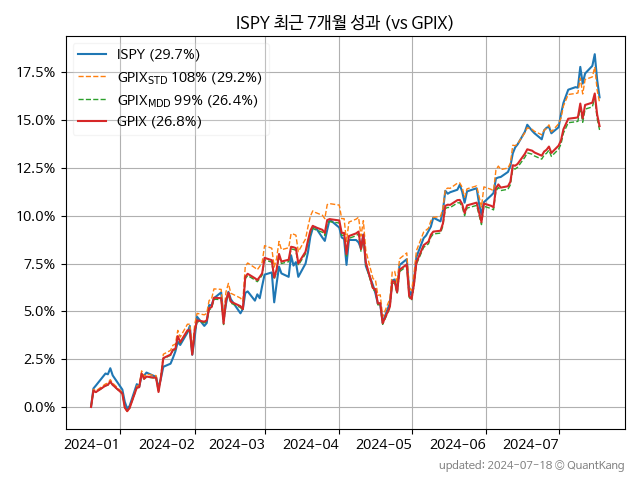 ISPY 최근 7개월 성과 (vs GPIX)
ISPY (29.7%)
GPIX_STD 108% (29.2%)
GPIX_MDD 99% (26.4%)
GPIX (26.8%)
17.5%
15.0%
12.5%
10.0%
7.5%
5.0%
2.5%
0.0%
2024-01 2024-02 2024-03 2024-04 2024-05 2024-06 2024-07
updated: 2024-07-18 ⓒ QuantKang